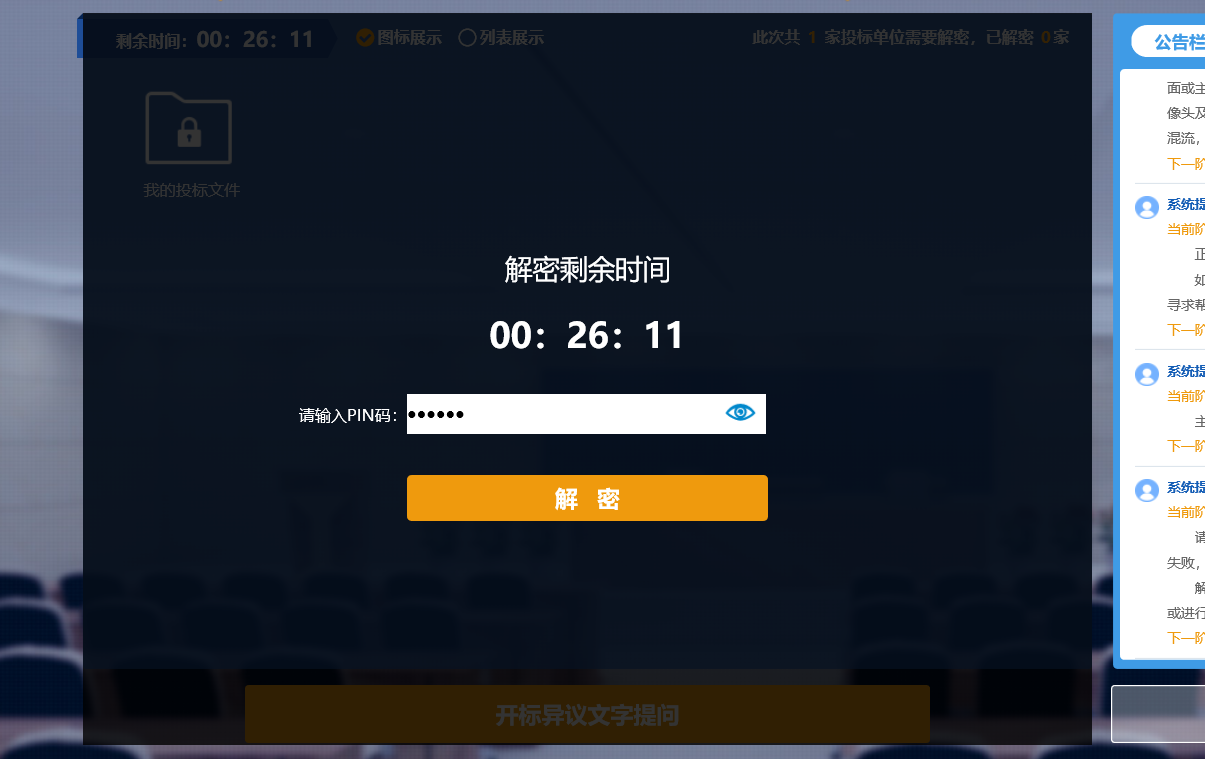 剩余时间：00：26：11
图标展示 列表展示
此次共 1 家投标单位需要解密，已解密 0家
我的投标文件
解密剩余时间
00：26：11
请输入PIN码：
解 密
开标异议文字提问
公告栏
面或主
像头及
混流，
下一阶
系统提
当前阶
正
如
寻求帮
下一阶
系统提
当前阶
主
下一阶
系统提
当前阶
请
失败，
解
或进行
下一阶